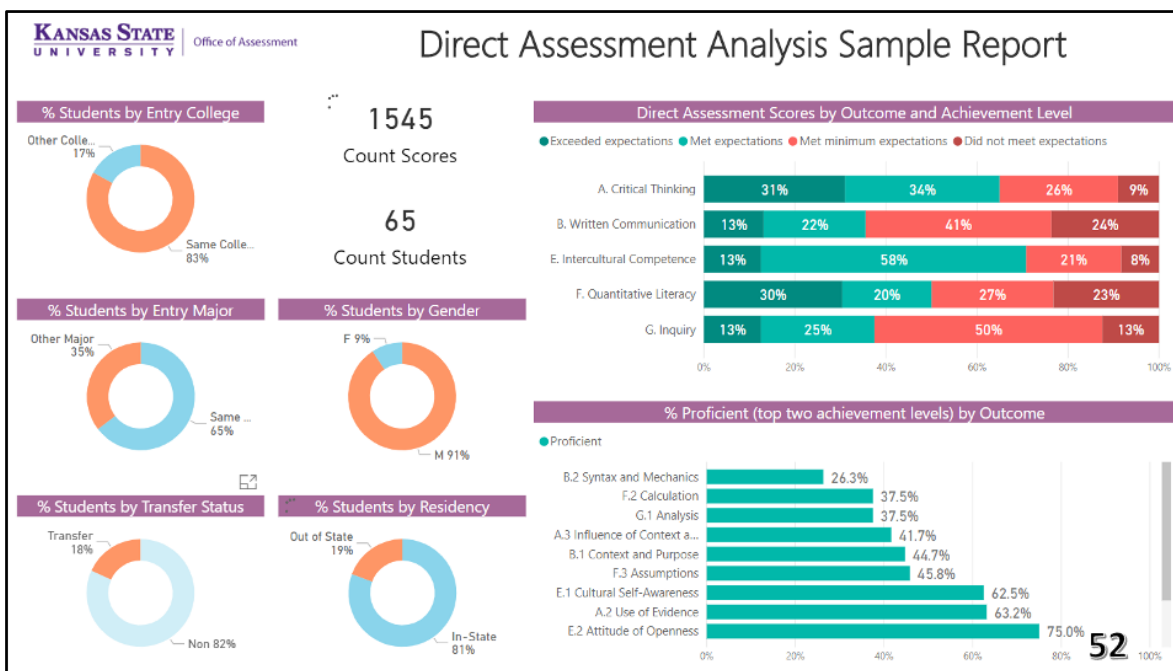 KANSAS STATE
UNIVERSITY
Office of Assessment
Direct Assessment Analysis Sample Report
% Students by Entry College
Other Colle...
17%
Same Colle...
83%
1545
Count Scores
65
Count Students
% Students by Entry Major
Other Major
35%
Same ...
65%
% Students by Gender
F 9%
M 91%
% Students by Transfer Status
Transfer
18%
Non 82%
% Students by Residency
Out of State
19%
In-State
81%
Direct Assessment Scores by Outcome and Achievement Level
Exceeded expectations Met expectations Met minimum expectations Did not meet expectations
A. Critical Thinking 31% 34% 26% 9%
B. Written Communication 13% 22% 41% 24%
E. Intercultural Competence 13% 58% 21% 8%
F. Quantitative Literacy 30% 20% 27% 23%
G. Inquiry 13% 25% 50% 13%
0% 20% 40% 60% 80% 100%
% Proficient (top two achievement levels) by Outcome
Proficient
B.2 Syntax and Mechanics 26.3%
F.2 Calculation 37.5%
G.1 Analysis 37.5%
A.3 Influence of Context a... 41.7%
B.1 Context and Purpose 44.7%
F.3 Assumptions 45.8%
E.1 Cultural Self-Awareness 62.5%
A.2 Use of Evidence 63.2%
E.2 Attitude of Openness 75.0%
0% 20% 40% 60% 80% 100%
52